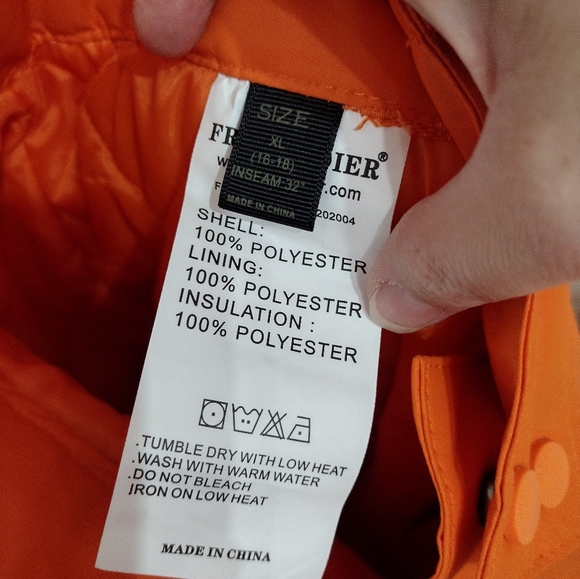 SIZE
XL
(16-18)
INSEAM-32"
MADE IN CHINA
FR IER®
w r.com
F 202004
SHELL:
100% POLYESTER
LINING:
100% POLYESTER
INSULATION :
100% POLYESTER
.TUMBLE DRY WITH LOW HEAT
.WASH WITH WARM WATER
.DO NOT BLEACH
IRON ON LOW HEAT
MADE IN CHINA